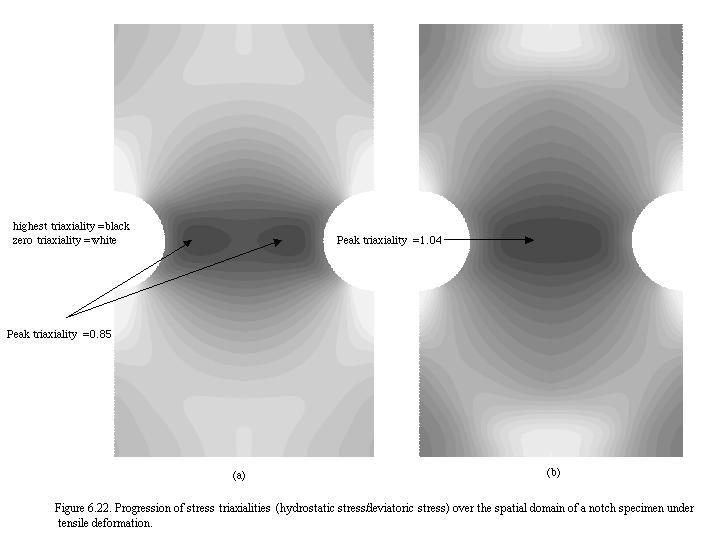 highest triaxiality =black
zero triaxiality =white
Peak triaxiality =1.04
Peak triaxiality =0.85
(a)
(b)
Figure 6.22. Progression of stress triaxialities (hydrostatic stress/deviatoric stress) over the spatial domain of a notch specimen under
tensile deformation.